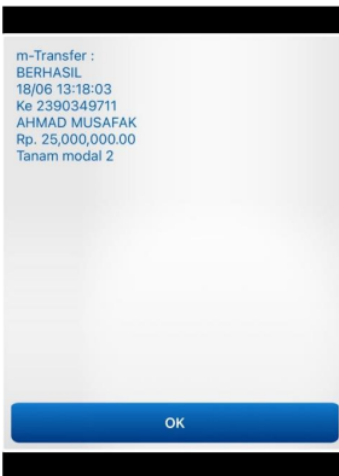 m-Transfer :
BERHASIL
18/06 13:18:03
Ke 2390349711
AHMAD MUSAFAK
Rp. 25,000,000.00
Tanam modal 2
OK